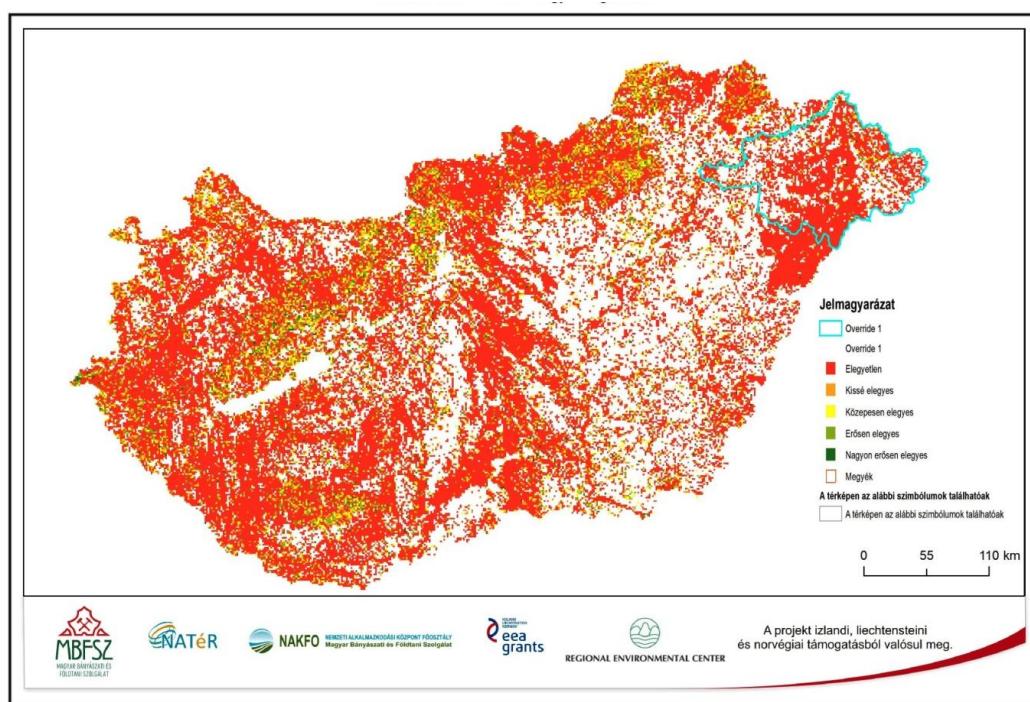 Jelmagyarázat
Override 1
Override 1
Elegyetlen
Kissé elegyes
Közepesen elegyes
Erősen elegyes
Nagyon erősen elegyes
Megyék
A térképen az alábbi szimbólumok találhatóak
A térképen az alábbi szimbólumok találhatóak
0 55 110 km
MBFSZ
MAGYAR BÁNYÁSZATI ÉS
FÖLDTANI SZOLGÁLAT
NATéR
NAKFO
NEMZETI ALKALMAZKODÁSI KÖZPONT FŐOSZTÁLY
Magyar Bányászati és Földtani Szolgálat
eea
grants
REGIONAL ENVIRONMENTAL CENTER
A projekt izlandi, liechtensteini
és norvégiai támogatásból valósul meg.